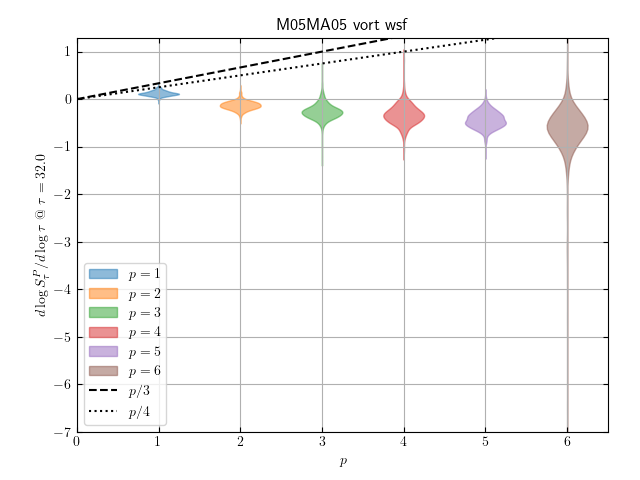 M05MA05 vort wsf
d log S_τ^P / d log τ @ τ = 32.0
1
0
−1
−2
−3
−4
−5
−6
−7
p = 1
p = 2
p = 3
p = 4
p = 5
p = 6
p/3
p/4
0 1 2 3 4 5 6
p